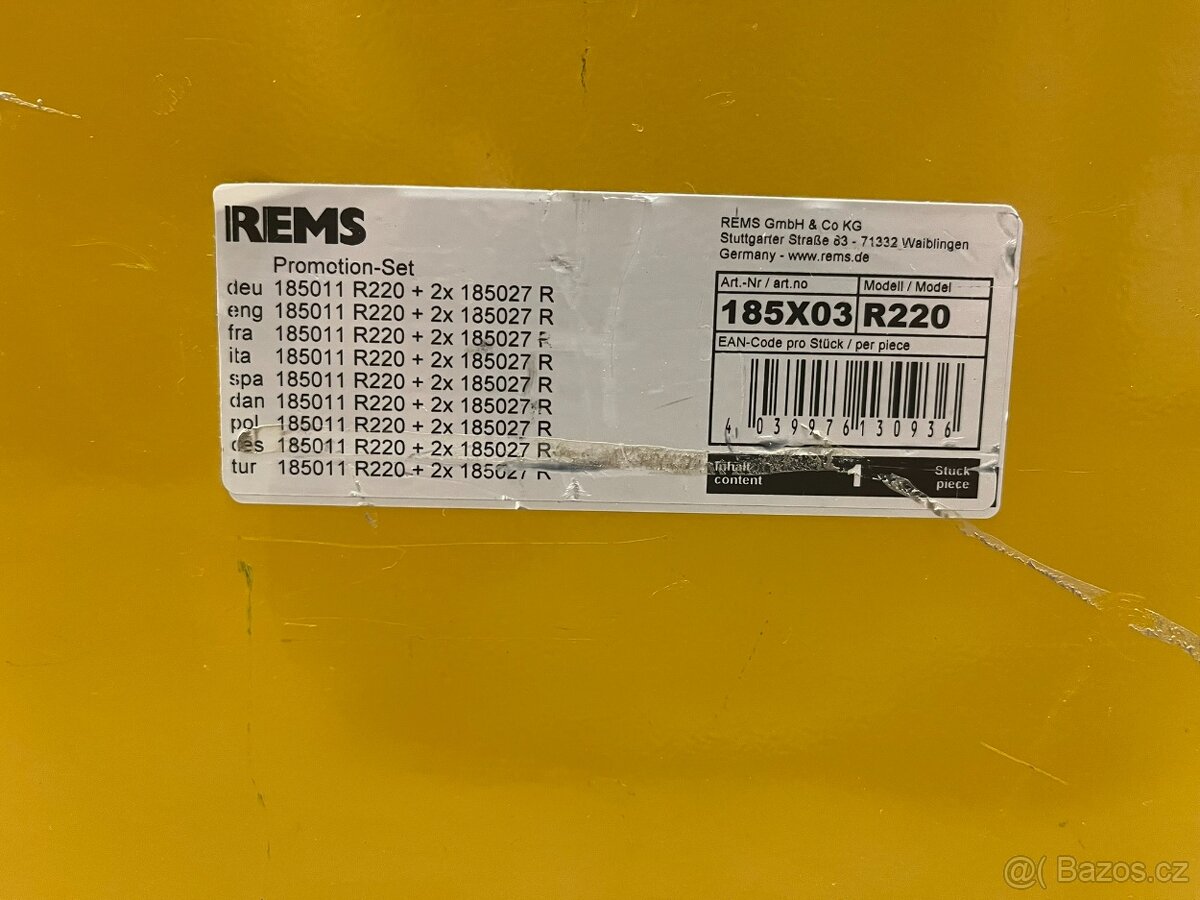 REMS
Promotion-Set
deu 185011 R220 + 2x 185027 R
eng 185011 R220 + 2x 185027 R
fra 185011 R220 + 2x 185027 R
ita 185011 R220 + 2x 185027 R
spa 185011 R220 + 2x 185027 R
dan 185011 R220 + 2x 185027 R
pol 185011 R220 + 2x 185027 R
ces 185011 R220 + 2x 185027 R
tur 185011 R220 + 2x 185027 R
REMS GmbH & Co KG
Stuttgarter Straße 83 - 71332 Waiblingen
Germany - www.rems.de
Art.-Nr / art.no Modell / Model
185X03 R220
EAN-Code pro Stück / per piece
4 039976 130936
Inhalt 1 Stück
content piece
@( Bazos.cz